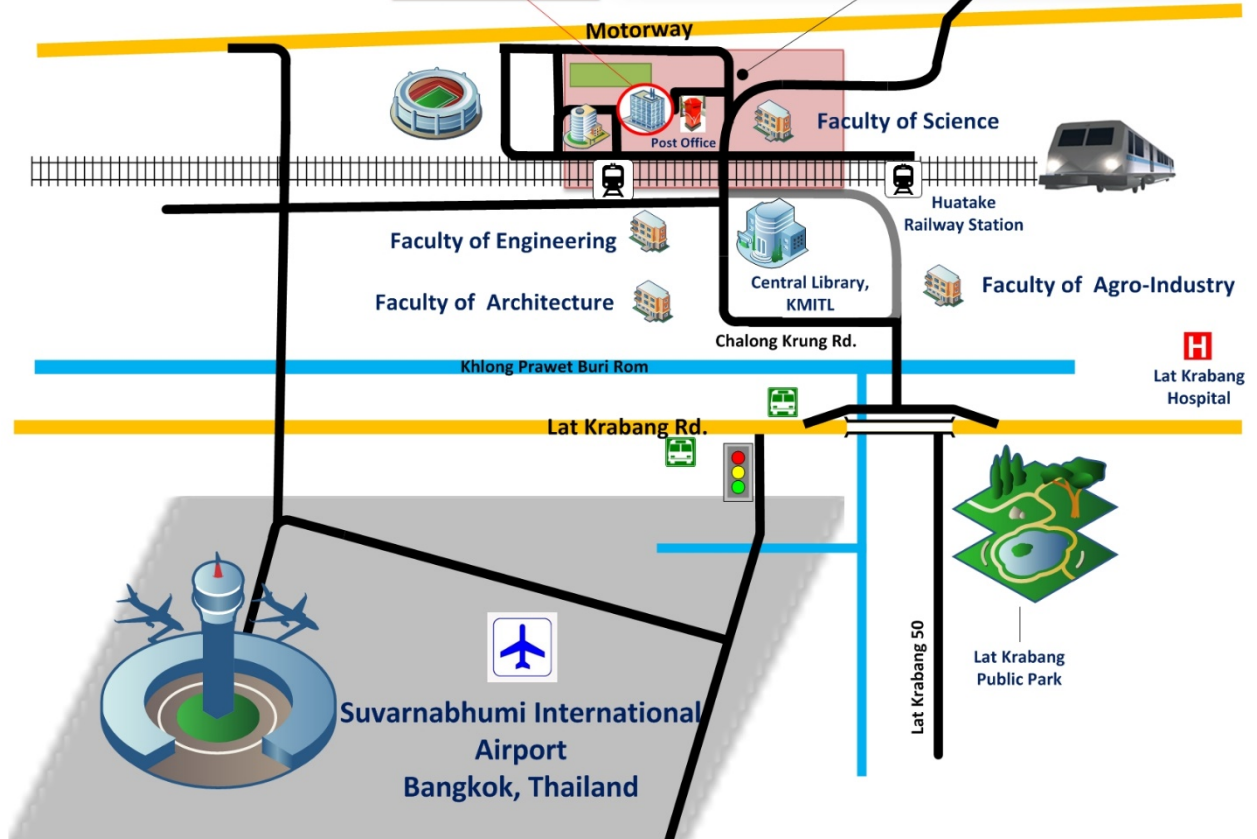 Motorway
Faculty of Science
Post Office
Huatake
Railway Station
Faculty of Engineering
Central Library,
KMITL
Faculty of Agro-Industry
Faculty of Architecture
Chalong Krung Rd.
Khlong Prawet Buri Rom
H
Lat Krabang
Hospital
Lat Krabang Rd.
Lat Krabang 50
Lat Krabang
Public Park
Suvarnabhumi International
Airport
Bangkok, Thailand